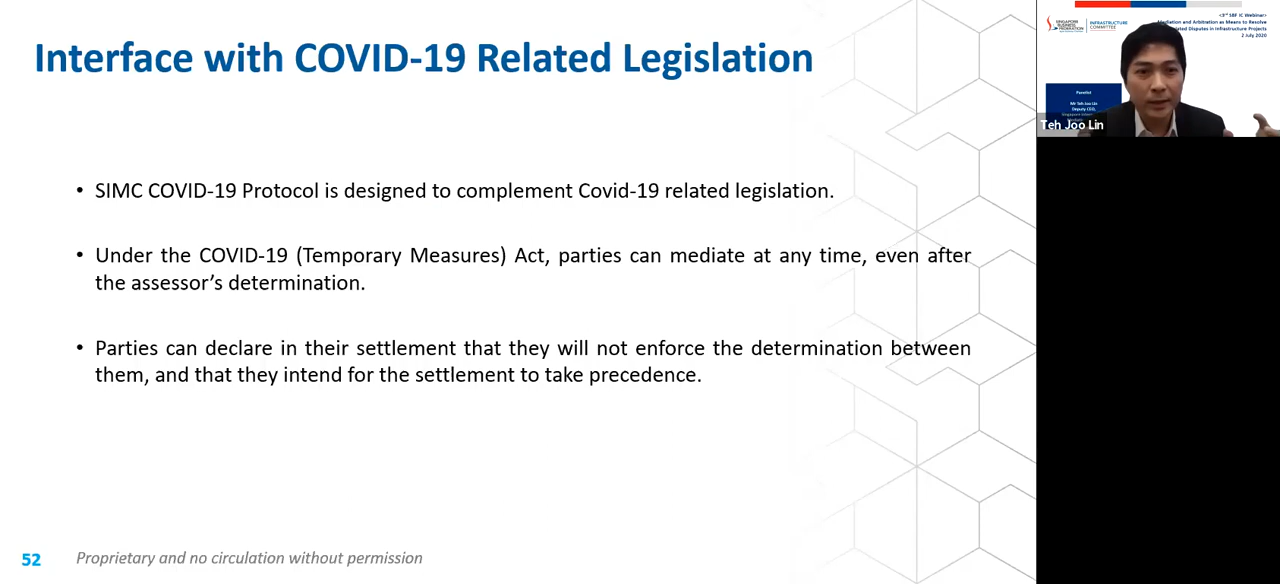 Interface with COVID-19 Related Legislation
• SIMC COVID-19 Protocol is designed to complement Covid-19 related legislation.
• Under the COVID-19 (Temporary Measures) Act, parties can mediate at any time, even after
the assessor's determination.
• Parties can declare in their settlement that they will not enforce the determination between
them, and that they intend for the settlement to take precedence.
52 Proprietary and no circulation without permission
SINGAPORE
BUSINESS
FEDERATION
INFRASTRUCTURE
COMMITTEE
<3rd SBF IC Webinar>
Mediation and Arbitration as Means to Resolve
Disputes in Infrastructure Projects
2 July 2020
Panelist
Mr Teh Joo Lin
Deputy CEO,
Singapore
Teh Joo Lin